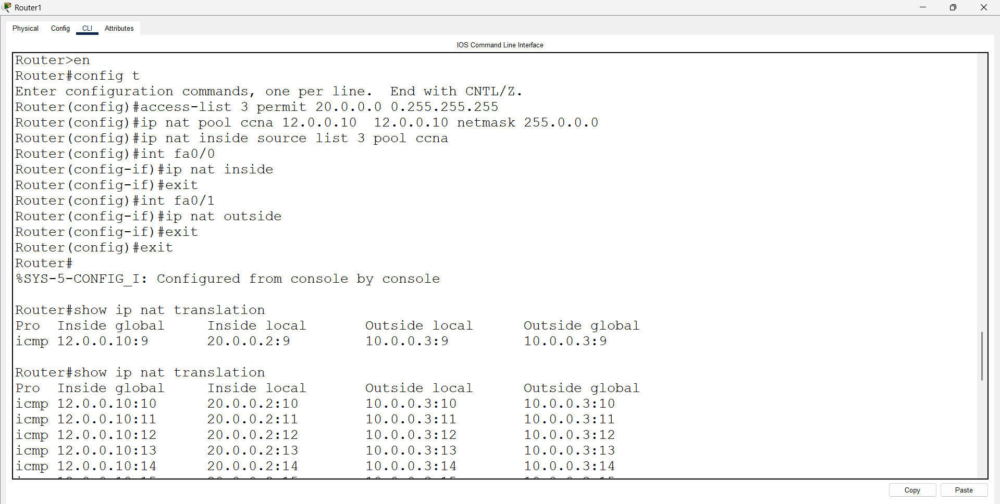 Router1
Physical Config CLI Attributes
IOS Command Line Interface
Router>en
Router#config t
Enter configuration commands, one per line.  End with CNTL/Z.
Router(config)#access-list 3 permit 20.0.0.0 0.255.255.255
Router(config)#ip nat pool ccna 12.0.0.10  12.0.0.10 netmask 255.0.0.0
Router(config)#ip nat inside source list 3 pool ccna
Router(config)#int fa0/0
Router(config-if)#ip nat inside
Router(config-if)#exit
Router(config)#int fa0/1
Router(config-if)#ip nat outside
Router(config-if)#exit
Router(config)#exit
Router#
%SYS-5-CONFIG_I: Configured from console by console
Router#show ip nat translation
Pro  Inside global     Inside local       Outside local      Outside global
icmp 12.0.0.10:9       20.0.0.2:9         10.0.0.3:9         10.0.0.3:9
Router#show ip nat translation
Pro  Inside global     Inside local       Outside local      Outside global
icmp 12.0.0.10:10      20.0.0.2:10        10.0.0.3:10        10.0.0.3:10
icmp 12.0.0.10:11      20.0.0.2:11        10.0.0.3:11        10.0.0.3:11
icmp 12.0.0.10:12      20.0.0.2:12        10.0.0.3:12        10.0.0.3:12
icmp 12.0.0.10:13      20.0.0.2:13        10.0.0.3:13        10.0.0.3:13
icmp 12.0.0.10:14      20.0.0.2:14        10.0.0.3:14        10.0.0.3:14
Copy Paste